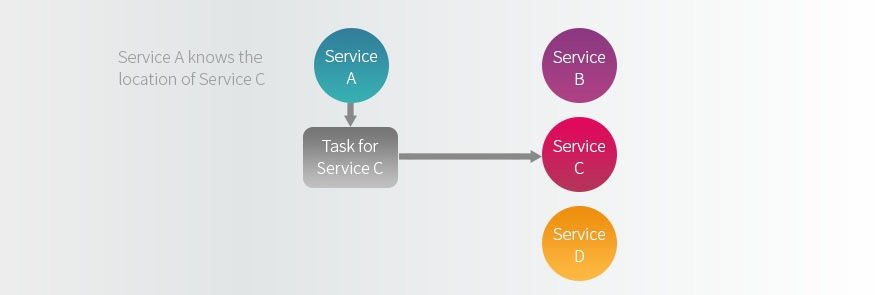 Service A knows the
location of Service C
Service
A
Task for
Service C
Service
B
Service
C
Service
D